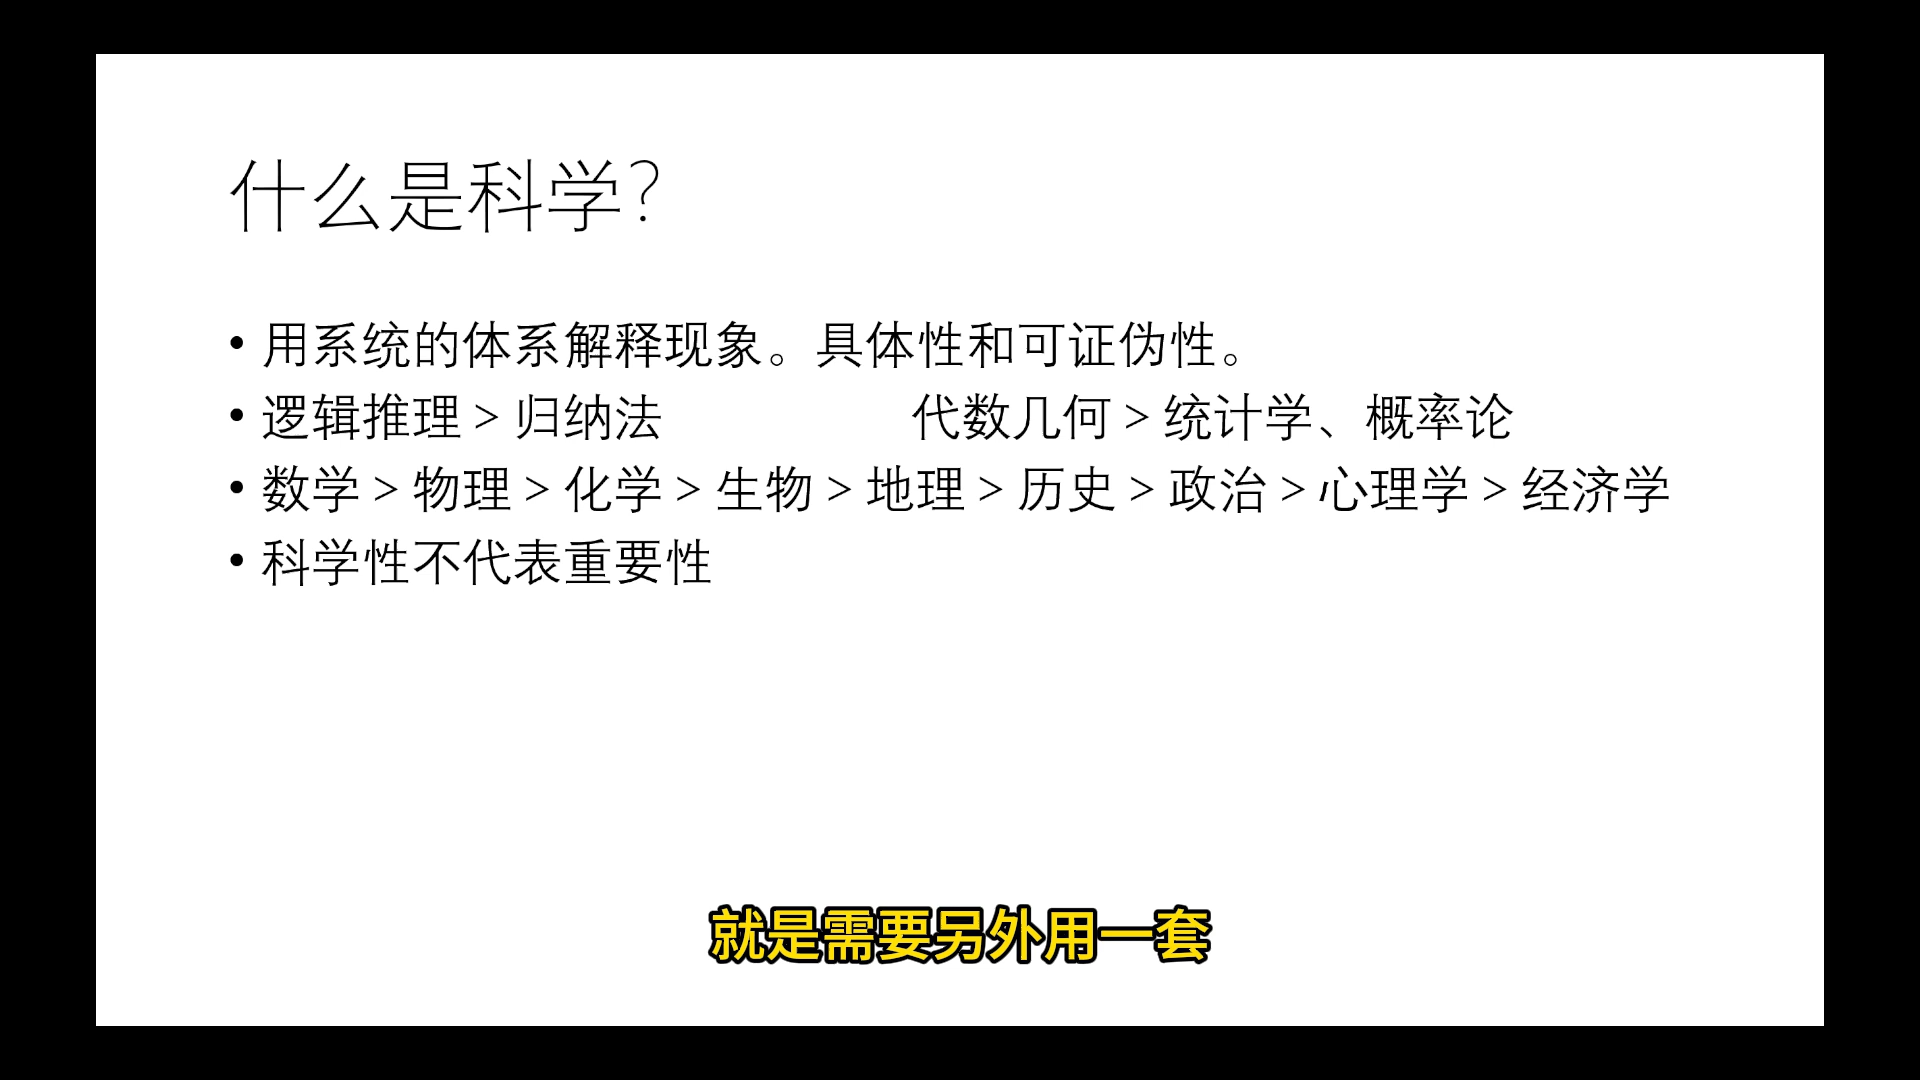 什么是科学?
• 用系统的体系解释现象。具体性和可证伪性。
• 逻辑推理 > 归纳法 代数几何 > 统计学、概率论
• 数学 > 物理 > 化学 > 生物 > 地理 > 历史 > 政治 > 心理学 > 经济学
• 科学性不代表重要性
就是需要另外用一套